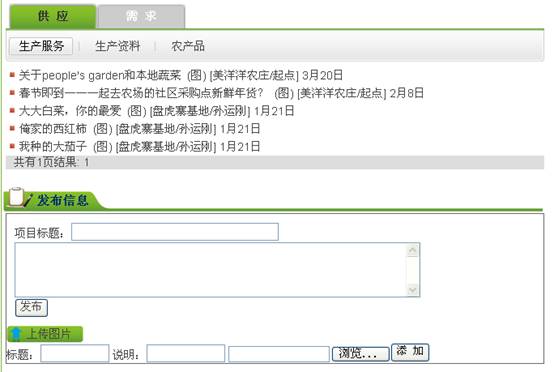 供 应 需 求
生产服务 | 生产资料 | 农产品
关于people's garden和本地蔬菜 (图) [美洋洋农庄/起点] 3月20日
春节即到一一一起去农场的社区采购点新鲜年货？ (图) [美洋洋农庄/起点] 2月8日
大大白菜，你的最爱 (图) [盘虎寨基地/孙运刚] 1月21日
俺家的西红柿 (图) [盘虎寨基地/孙运刚] 1月21日
我种的大茄子 (图) [盘虎寨基地/孙运刚] 1月21日
共有1页结果: 1
发布信息
项目标题:
发布
上传图片
标题: 说明: 浏览... 添 加